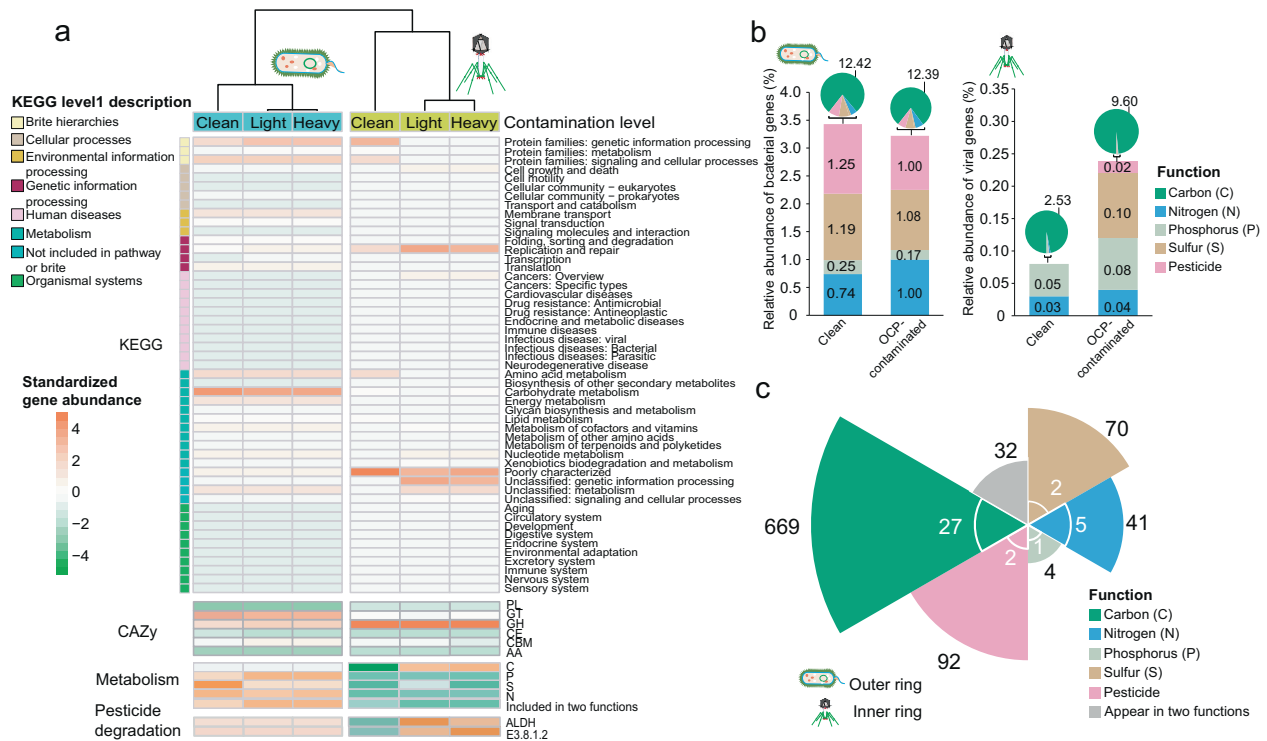 a
KEGG level1 description
Brite hierarchies
Cellular processes
Environmental information
processing
Genetic information
processing
Human diseases
Metabolism
Not included in pathway
or brite
Organismal systems
Clean Light Heavy
Clean Light Heavy
Contamination level
KEGG
Protein families: genetic information processing
Protein families: metabolism
Protein families: signaling and cellular processes
Cell growth and death
Cell motility
Cellular community − eukaryotes
Cellular community − prokaryotes
Transport and catabolism
Membrane transport
Signal transduction
Signaling molecules and interaction
Folding, sorting and degradation
Replication and repair
Transcription
Translation
Cancers: Overview
Cancers: Specific types
Cardiovascular diseases
Drug resistance: Antimicrobial
Drug resistance: Antineoplastic
Endocrine and metabolic diseases
Immune diseases
Infectious disease: viral
Infectious diseases: Bacterial
Infectious diseases: Parasitic
Neurodegenerative disease
Amino acid metabolism
Biosynthesis of other secondary metabolites
Carbohydrate metabolism
Energy metabolism
Glycan biosynthesis and metabolism
Lipid metabolism
Metabolism of cofactors and vitamins
Metabolism of other amino acids
Metabolism of terpenoids and polyketides
Nucleotide metabolism
Xenobiotics biodegradation and metabolism
Poorly characterized
Unclassified: genetic information processing
Unclassified: metabolism
Unclassified: signaling and cellular processes
Aging
Circulatory system
Development
Digestive system
Endocrine system
Environmental adaptation
Excretory system
Immune system
Nervous system
Sensory system
Standardized
gene abundance
4
2
0
−2
−4
CAZy
PL
GT
GH
CE
CBM
AA
Metabolism
C
P
S
N
Included in two functions
Pesticide
degradation
ALDH
E3.8.1.2
b
Relative abundance of bcaterial genes (%)
4.0
3.5
3.0
2.5
2.0
1.5
1.0
0.5
0
12.42
12.39
1.25
1.19
0.25
0.74
1.00
1.08
0.17
1.00
Clean
OCP-
contaminated
Relative abundance of viral genes (%)
0.35
0.30
0.25
0.20
0.15
0.10
0.05
0
2.53
9.60
0.05
0.03
0.02
0.10
0.08
0.04
Clean
OCP-
contaminated
Function
Carbon (C)
Nitrogen (N)
Phosphorus (P)
Sulfur (S)
Pesticide
c
32
70
2
669
27
5
41
2
1
4
92
Outer ring
Inner ring
Function
Carbon (C)
Nitrogen (N)
Phosphorus (P)
Sulfur (S)
Pesticide
Appear in two functions